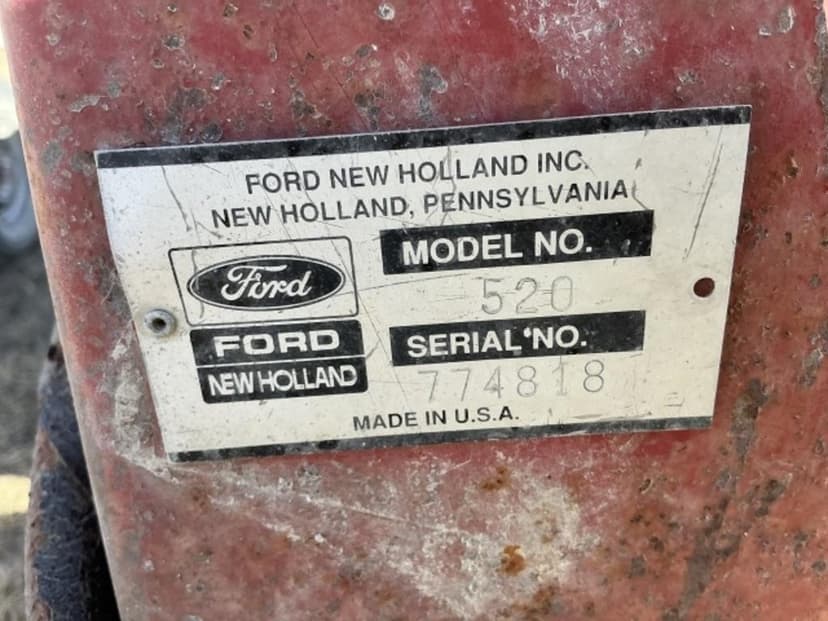 FORD NEW HOLLAND INC.
NEW HOLLAND, PENNSYLVANIA
Ford
FORD
NEW HOLLAND
MODEL NO.
520
SERIAL NO.
774818
MADE IN U.S.A.